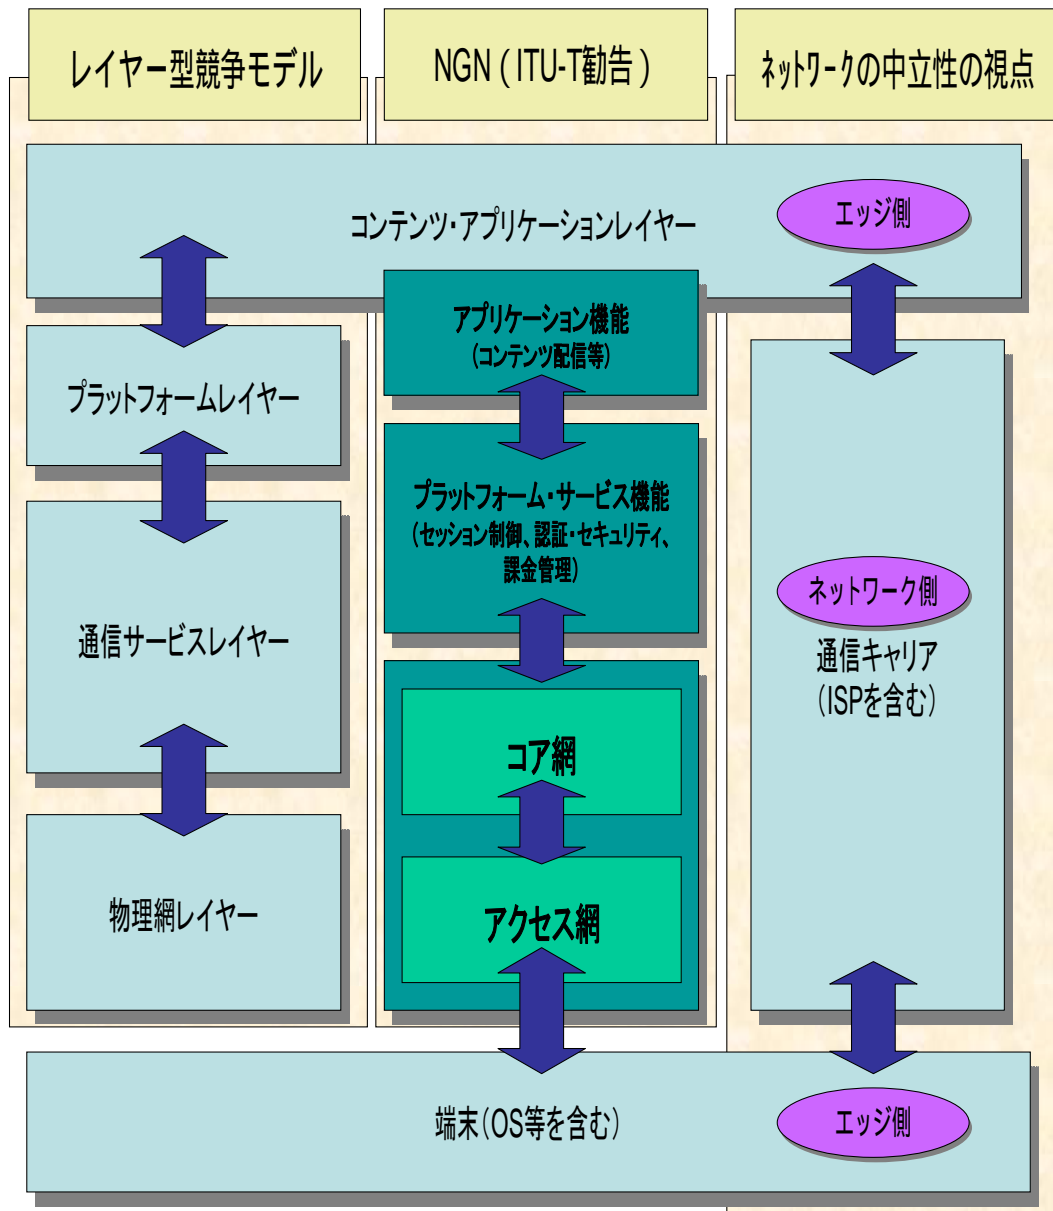 レイヤー型競争モデル
NGN（ITU-T勧告）
ネットワークの中立性の視点
コンテンツ・アプリケーションレイヤー
エッジ側
アプリケーション機能
（コンテンツ配信等）
プラットフォームレイヤー
プラットフォーム・サービス機能
（セッション制御、認証・セキュリティ、
課金管理）
通信サービスレイヤー
ネットワーク側
通信キャリア
（ISPを含む）
コア網
物理網レイヤー
アクセス網
端末（OS等を含む）
エッジ側